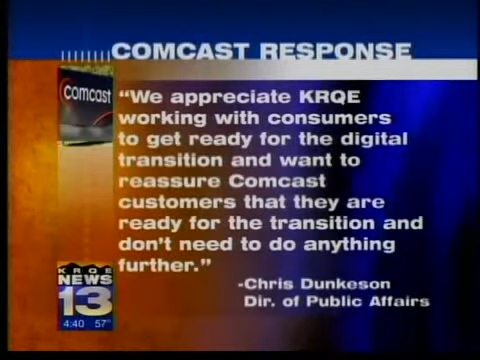 COMCAST RESPONSE
Comcast
“We appreciate KRQE
working with consumers
to get ready for the digital
transition and want to
reassure Comcast
customers that they are
ready for the transition and
don't need to do anything
further.”
-Chris Dunkeson
Dir. of Public Affairs
KRQE
NEWS
13
4:40 57°